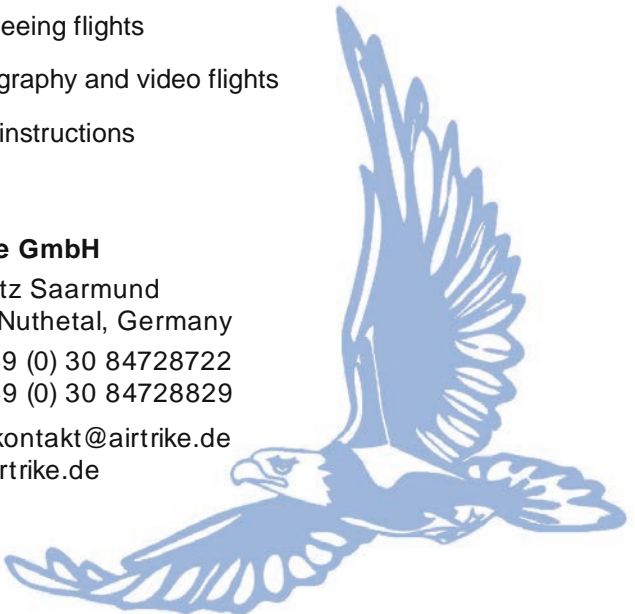 eeing flights
graphy and video flights
instructions
e GmbH
tz Saarmund
Nuthetal, Germany
9 (0) 30 84728722
9 (0) 30 84728829
kontakt@airtrike.de
rtrike.de